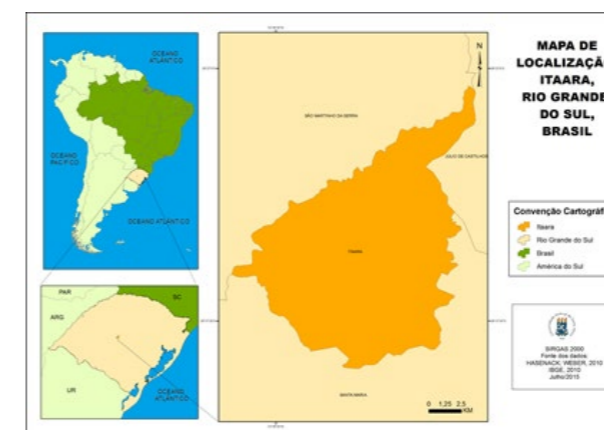 MAPA DE
LOCALIZAÇÃO
ITAARA,
RIO GRANDE
DO SUL,
BRASIL
OCEANO
ATLÂNTICO
OCEANO
PACÍFICO
OCEANO ATLÂNTICO
PAR
ARG
SC
UR
OCEANO
ATLÂNTICO
N
SÃO MARTINHO DA SERRA
JULIO DE CASTILHOS
ITAARA
SANTA MARIA
0 1,25 2,5
KM
Convenção Cartográf
Itaara
Rio Grande do Sul
Brasil
América do Sul
SIRGAS 2000
Fonte dos dados:
HASENACK; WEBER, 2010
IBGE, 2010
Julho/2015